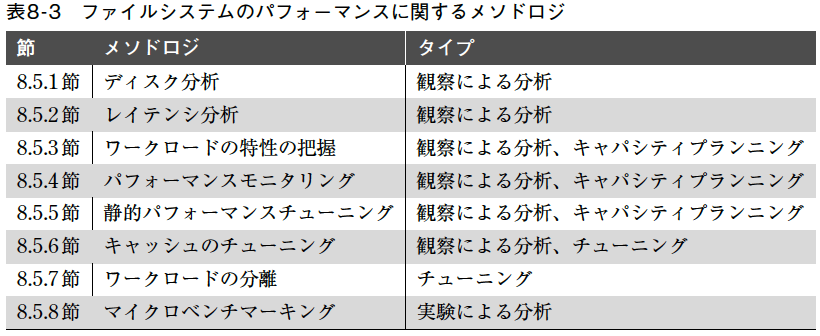 表8-3　ファイルシステムのパフォーマンスに関するメソドロジ
節 メソドロジ タイプ
8.5.1節 ディスク分析 観察による分析
8.5.2節 レイテンシ分析 観察による分析
8.5.3節 ワークロードの特性の把握 観察による分析、キャパシティプランニング
8.5.4節 パフォーマンスモニタリング 観察による分析、キャパシティプランニング
8.5.5節 静的パフォーマンスチューニング 観察による分析、キャパシティプランニング
8.5.6節 キャッシュのチューニング 観察による分析、チューニング
8.5.7節 ワークロードの分離 チューニング
8.5.8節 マイクロベンチマーキング 実験による分析